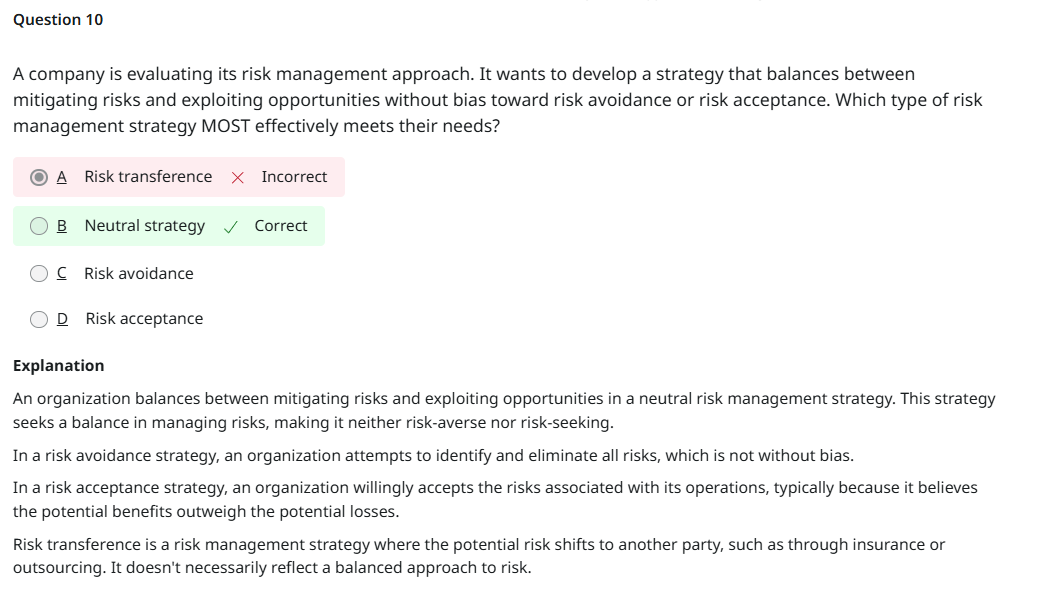 Question 10
A company is evaluating its risk management approach. It wants to develop a strategy that balances between
mitigating risks and exploiting opportunities without bias toward risk avoidance or risk acceptance. Which type of risk
management strategy MOST effectively meets their needs?
A Risk transference Incorrect
B Neutral strategy Correct
C Risk avoidance
D Risk acceptance
Explanation
An organization balances between mitigating risks and exploiting opportunities in a neutral risk management strategy. This strategy
seeks a balance in managing risks, making it neither risk-averse nor risk-seeking.
In a risk avoidance strategy, an organization attempts to identify and eliminate all risks, which is not without bias.
In a risk acceptance strategy, an organization willingly accepts the risks associated with its operations, typically because it believes
the potential benefits outweigh the potential losses.
Risk transference is a risk management strategy where the potential risk shifts to another party, such as through insurance or
outsourcing. It doesn't necessarily reflect a balanced approach to risk.